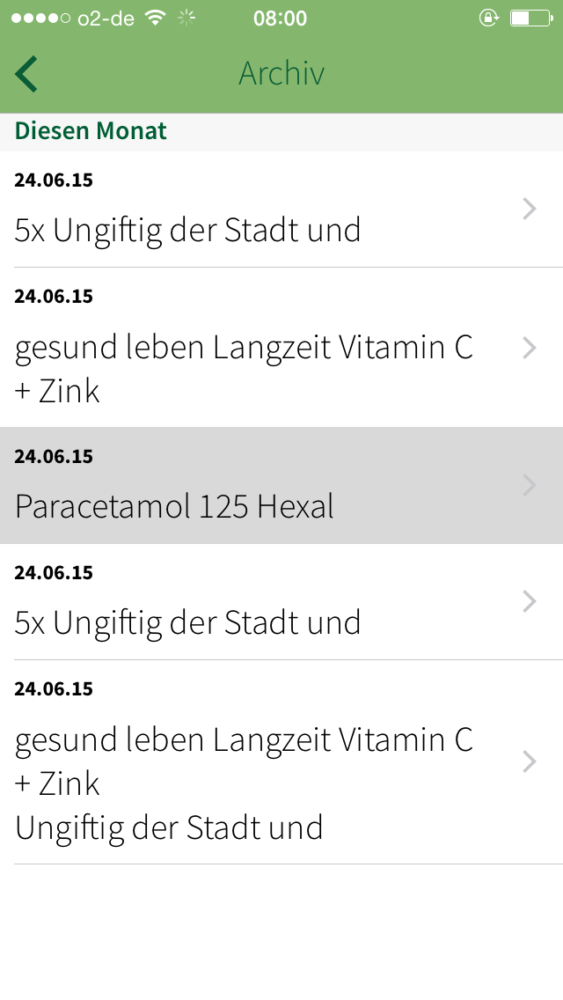 o2-de 08:00
Archiv
Diesen Monat
24.06.15
5x Ungiftig der Stadt und
24.06.15
gesund leben Langzeit Vitamin C
+ Zink
24.06.15
Paracetamol 125 Hexal
24.06.15
5x Ungiftig der Stadt und
24.06.15
gesund leben Langzeit Vitamin C
+ Zink
Ungiftig der Stadt und